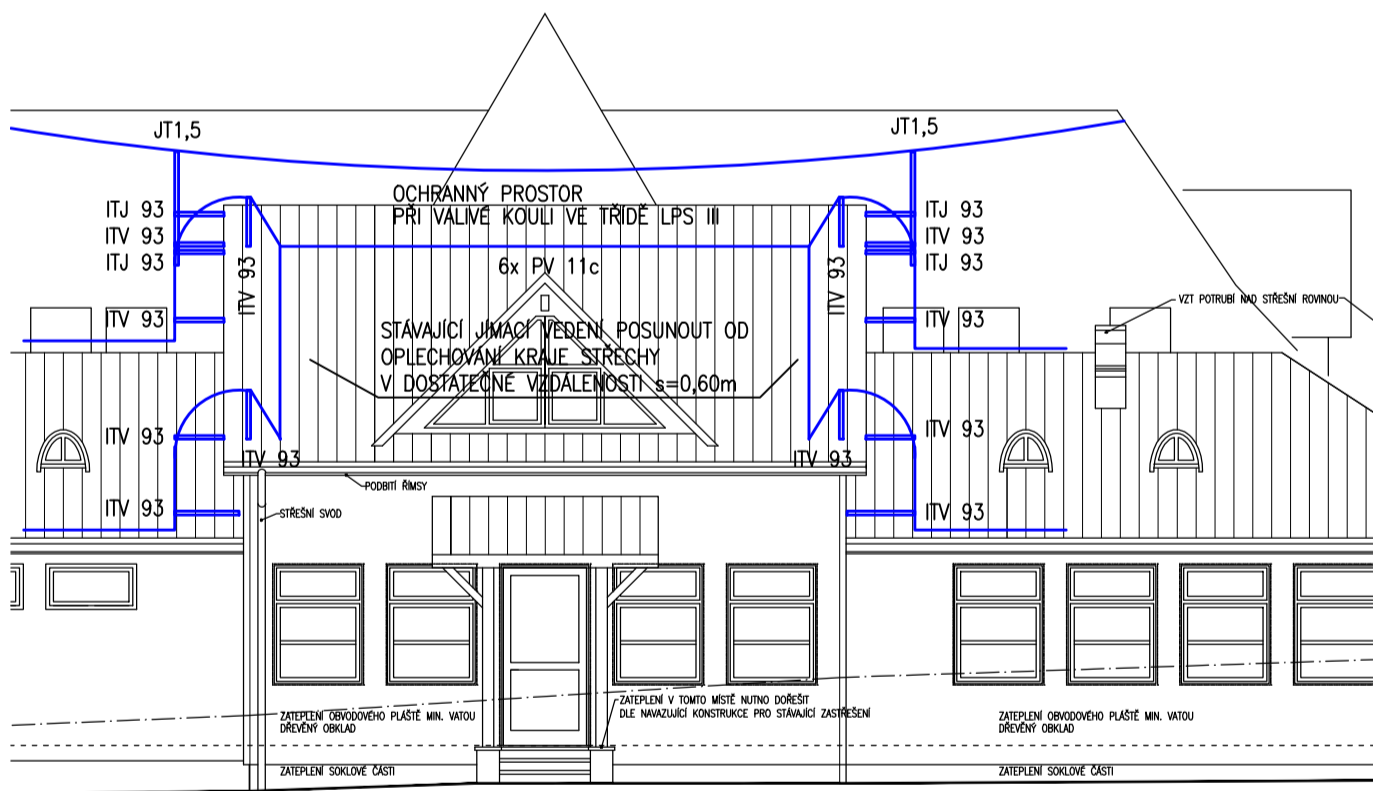 JT1,5
JT1,5
OCHRANNÝ PROSTOR
PŘI VALIVÉ KOULI VE TŘÍDĚ LPS III
ITJ 93
ITV 93
ITJ 93
ITJ 93
ITV 93
ITJ 93
ITV 93
ITV 93
6x PV 11c
VZT POTRUBÍ NAD STŘEŠNÍ ROVINOU
ITV 93
ITV 93
STÁVAJÍCÍ JÍMACÍ VEDENÍ POSUNOUT OD
OPLECHOVÁNÍ KRAJE STŘECHY
V DOSTATEČNÉ VZDÁLENOSTI s=0,60m
ITV 93
ITV 93
ITV 93
ITV 93
PODBITÍ ŘÍMSY
ITV 93
ITV 93
STŘEŠNÍ SVOD
ZATEPLENÍ V TOMTO MÍSTĚ NUTNO DOŘEŠIT
DLE NAVAZUJÍCÍ KONSTRUKCE PRO STÁVAJÍCÍ ZASTŘEŠENÍ
ZATEPLENÍ OBVODOVÉHO PLÁŠTĚ MIN. VATOU
DŘEVĚNÝ OBKLAD
ZATEPLENÍ OBVODOVÉHO PLÁŠTĚ MIN. VATOU
DŘEVĚNÝ OBKLAD
ZATEPLENÍ SOKLOVÉ ČÁSTI
ZATEPLENÍ SOKLOVÉ ČÁSTI